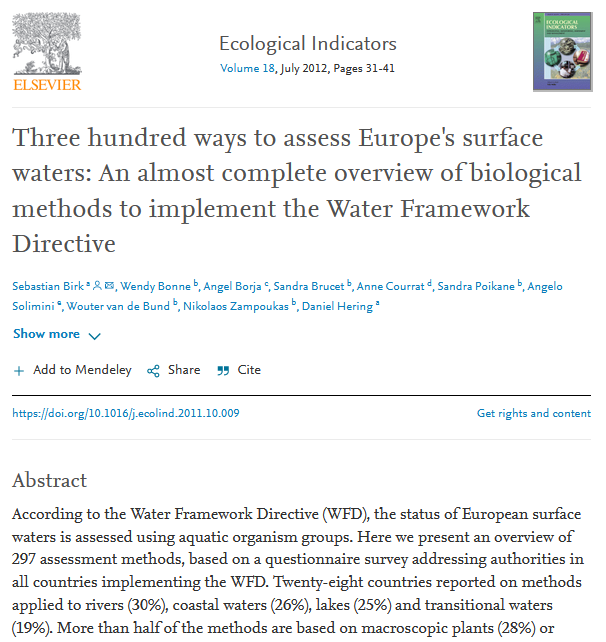 ELSEVIER
Ecological Indicators
Volume 18, July 2012, Pages 31-41
ECOLOGICAL
INDICATORS
Three hundred ways to assess Europe's surface
waters: An almost complete overview of biological
methods to implement the Water Framework
Directive
Sebastian Birk a, Wendy Bonne b, Angel Borja c, Sandra Brucet b, Anne Courrat d, Sandra Poikane b, Angelo
Solimini e, Wouter van de Bund b, Nikolaos Zampoukas b, Daniel Hering a
Show more
Add to Mendeley Share Cite
https://doi.org/10.1016/j.ecolind.2011.10.009 Get rights and content
Abstract
According to the Water Framework Directive (WFD), the status of European surface
waters is assessed using aquatic organism groups. Here we present an overview of
297 assessment methods, based on a questionnaire survey addressing authorities in
all countries implementing the WFD. Twenty-eight countries reported on methods
applied to rivers (30%), coastal waters (26%), lakes (25%) and transitional waters
(19%). More than half of the methods are based on macroscopic plants (28%) or